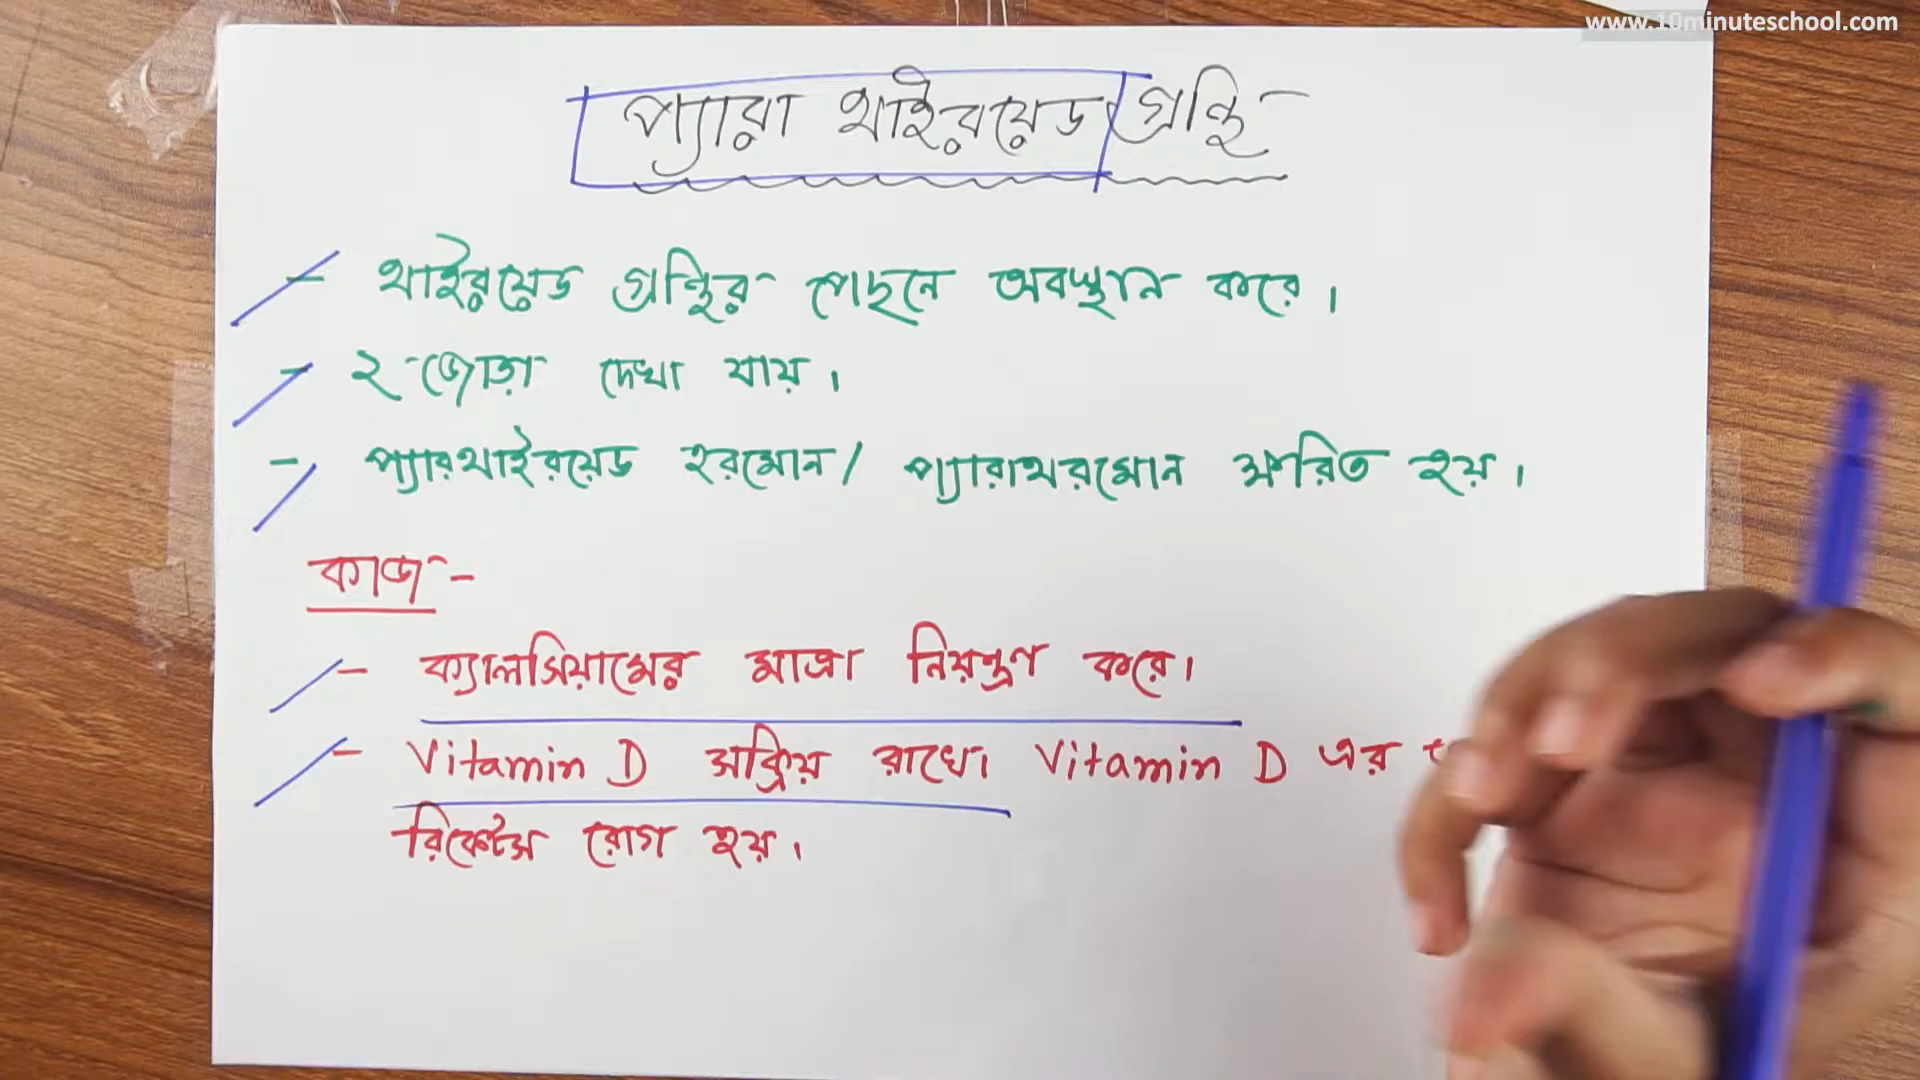 www.10minuteschool.com
প্যারা থাইরয়েড গ্রন্থি
- থাইরয়েড গ্রন্থির পেছনে অবস্থান করে।
- ২ জোড়া দেখা যায়।
- প্যারথাইরয়েড হরমোন/ প্যারাথরমোন ক্ষরিত হয়।
কাজ -
- ক্যালসিয়ামের মাত্রা নিয়ন্ত্রণ করে।
- Vitamin D সক্রিয় রাখে। Vitamin D এর
রিকেটস রোগ হয়।